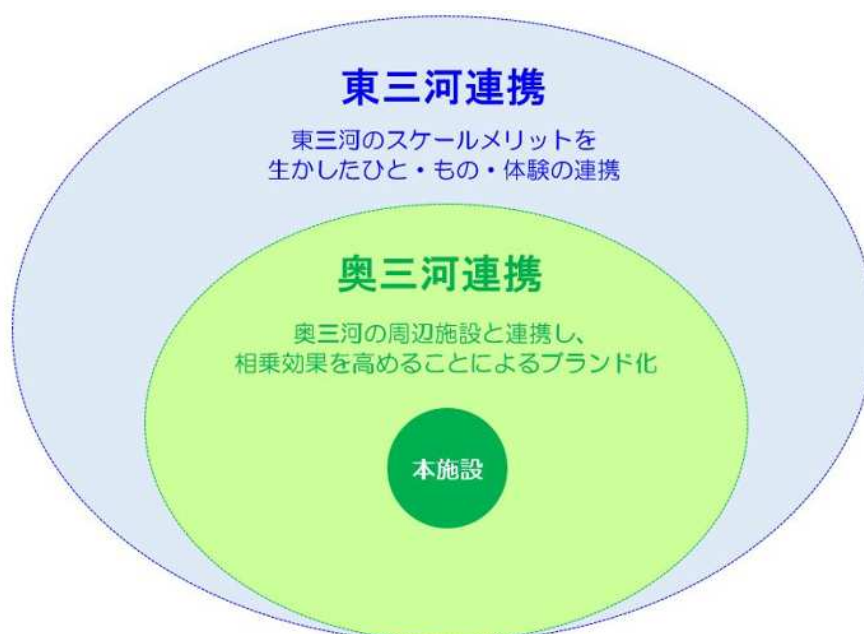 東三河連携
東三河のスケールメリットを
生かしたひと・もの・体験の連携
奥三河連携
奥三河の周辺施設と連携し、
相乗効果を高めることによるブランド化
本施設